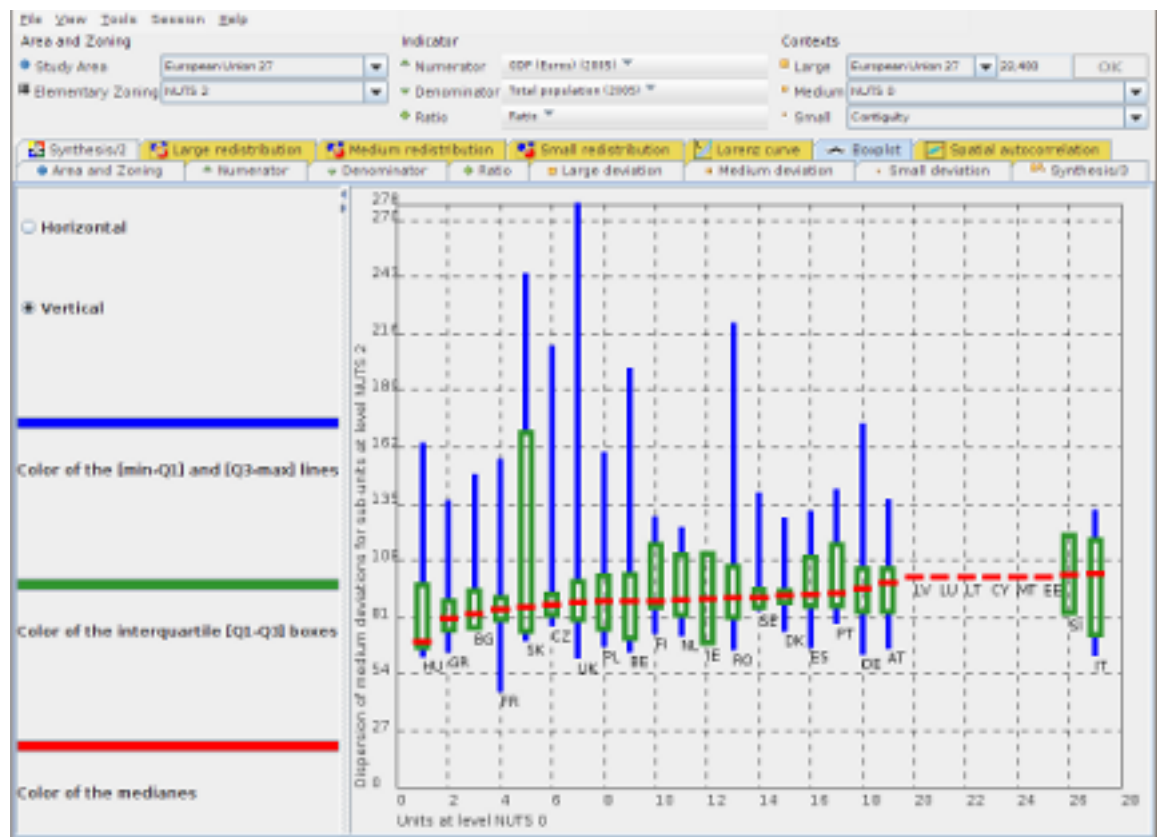 File View Tools Session Help
Area and Zoning Indicator Contexts
Study Area European Union 27 Numerator GDP (Euros) (2005) Large European Union 27 22,480 OK
Elementary Zoning NUTS 2 Denominator Total population (2005) Medium NUTS 0
Ratio Ratio Small Contiguity
Synthesis/2 Large redistribution Medium redistribution Small redistribution Lorenz curve Boxplot Spatial autocorrelation
Area and Zoning Numerator Denominator Ratio Large deviation Medium deviation Small deviation Synthesis/3
Horizontal
Vertical
Color of the [min-Q1] and [Q3-max] lines
Color of the interquartile [Q1-Q3] boxes
Color of the medianes
Dispersion of medium deviations for sub units at level NUTS 2
278
270
243
216
189
162
135
108
81
54
27
0
HU GR BG FR SK CZ UK PL BE FI NL IE RO SE DK ES PT DE AT LV LU LT CY MT EE SI IT
0 2 4 6 8 10 12 14 16 18 20 22 24 26 28
Units at level NUTS 0